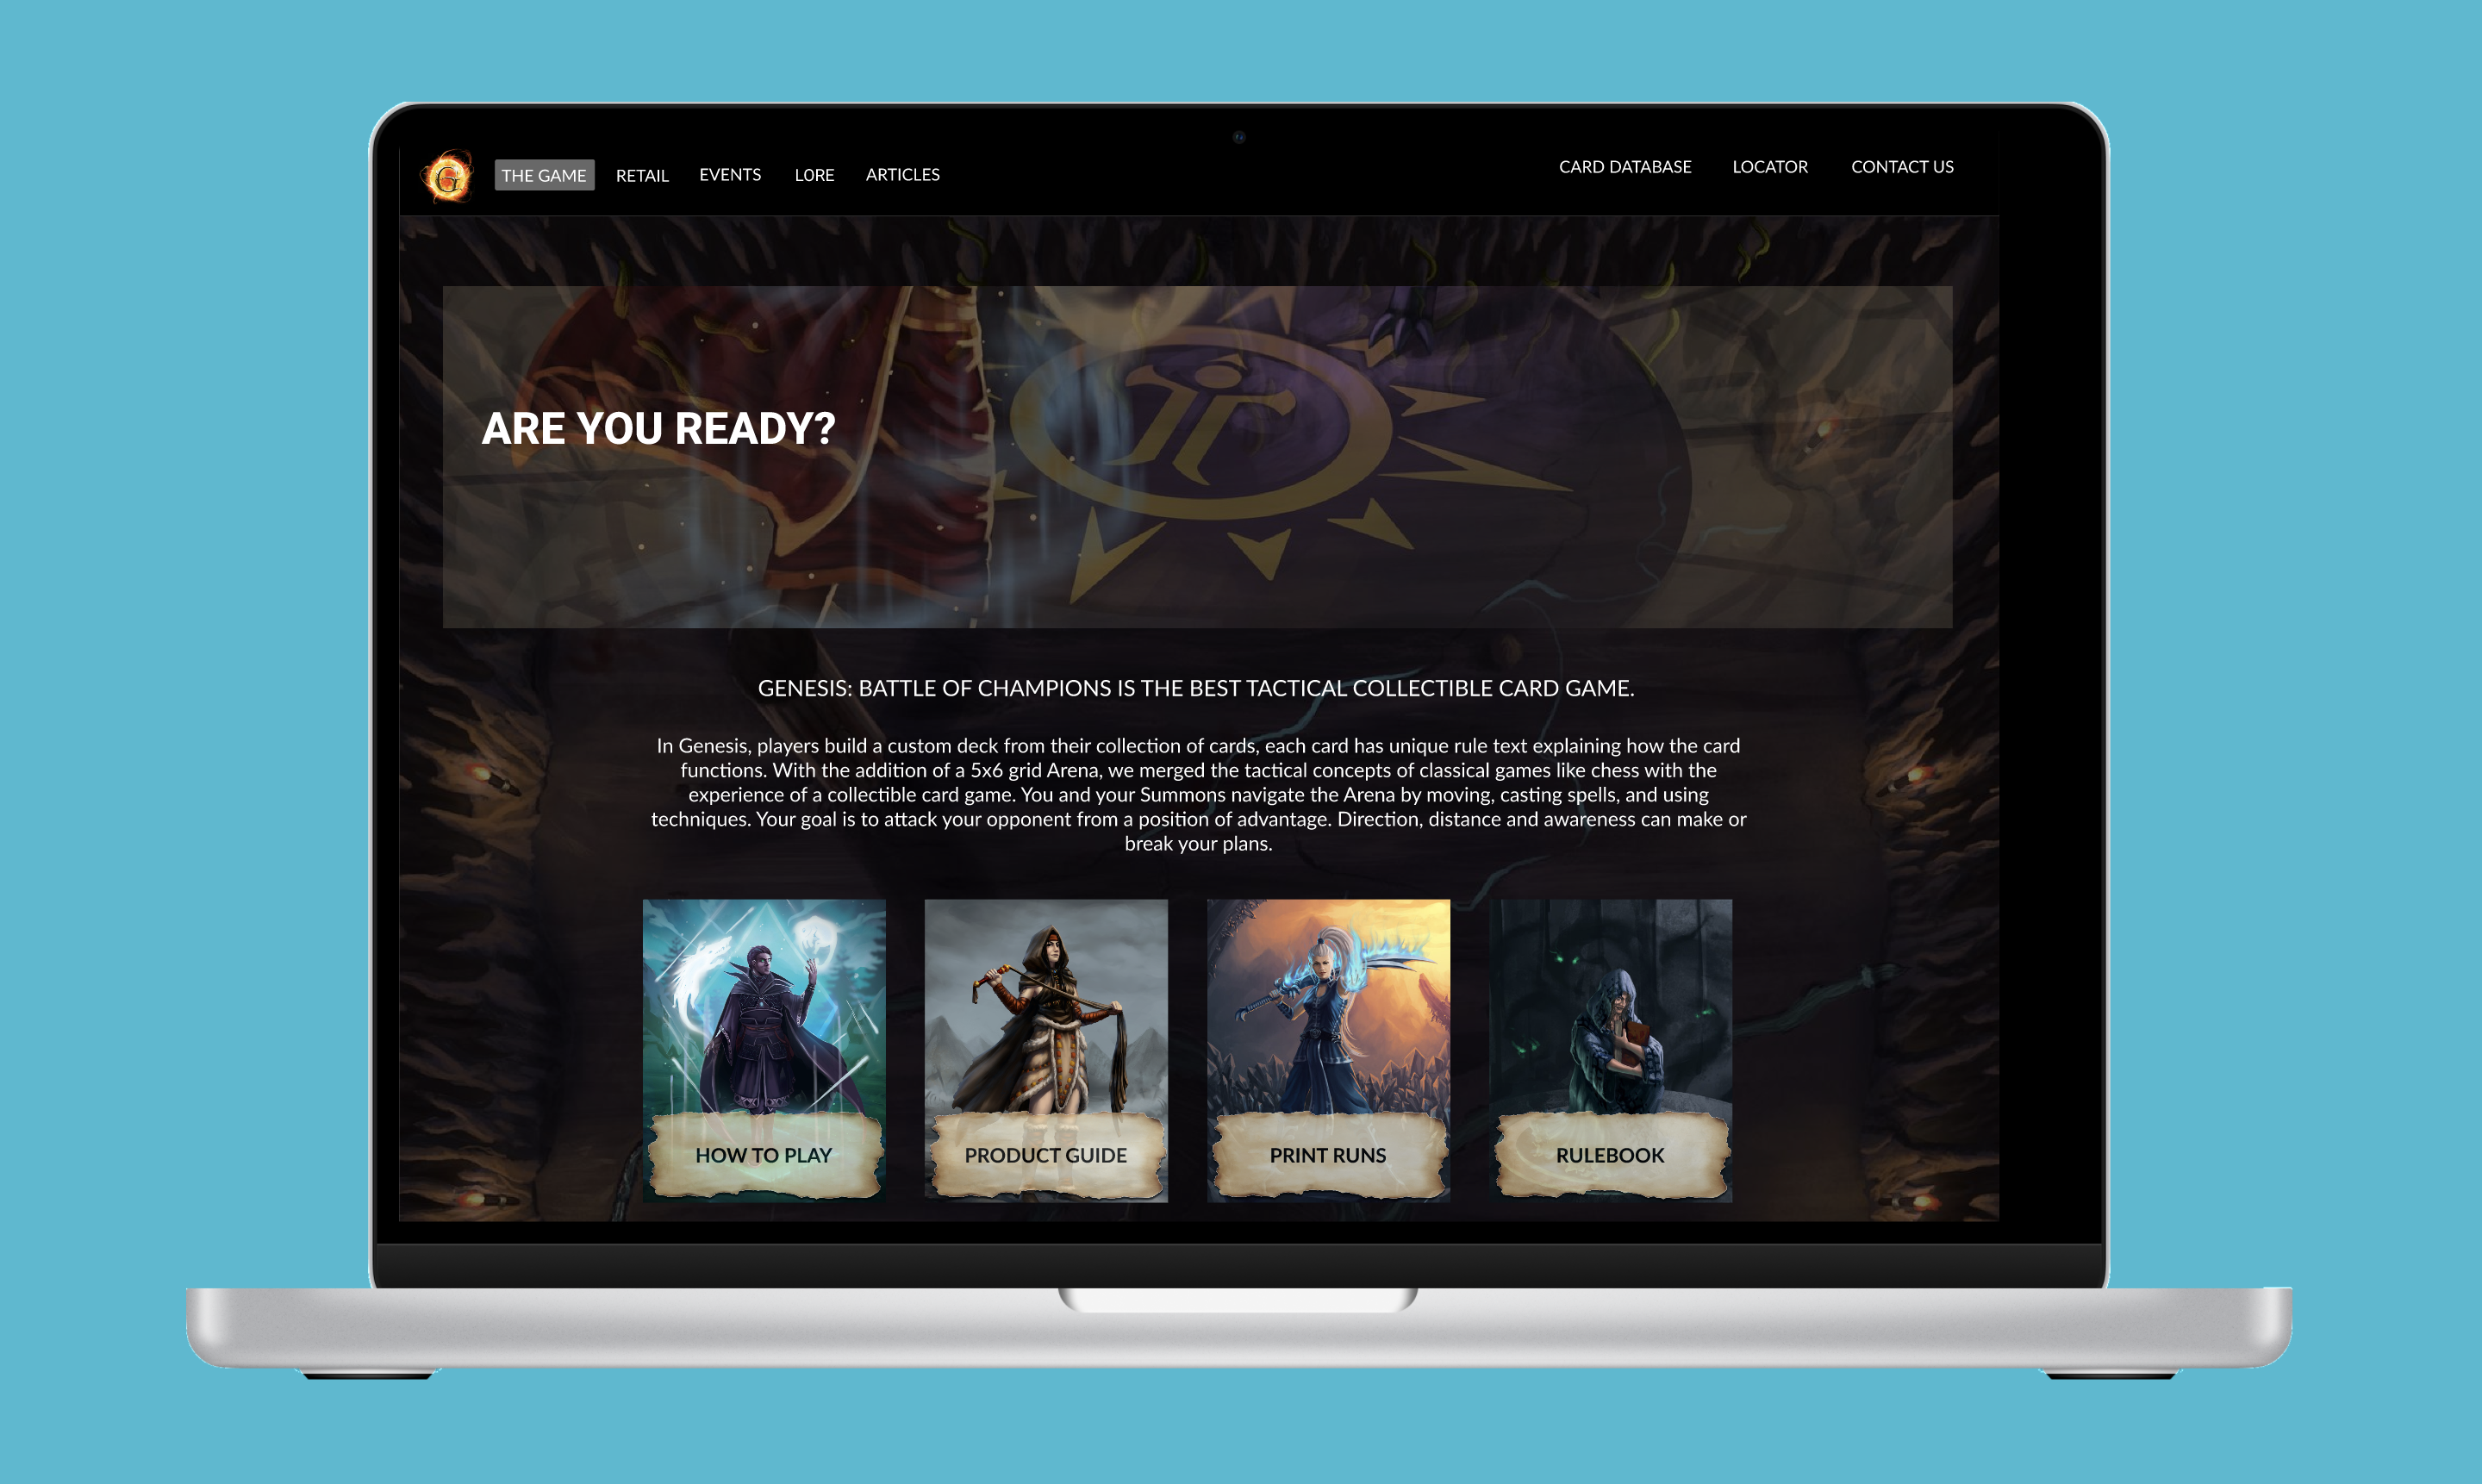 G
THE GAME
RETAIL
EVENTS
LORE
ARTICLES
CARD DATABASE
LOCATOR
CONTACT US
ARE YOU READY?
GENESIS: BATTLE OF CHAMPIONS IS THE BEST TACTICAL COLLECTIBLE CARD GAME.
In Genesis, players build a custom deck from their collection of cards, each card has unique rule text explaining how the card
functions. With the addition of a 5x6 grid Arena, we merged the tactical concepts of classical games like chess with the
experience of a collectible card game. You and your Summons navigate the Arena by moving, casting spells, and using
techniques. Your goal is to attack your opponent from a position of advantage. Direction, distance and awareness can make or
break your plans.
HOW TO PLAY
PRODUCT GUIDE
PRINT RUNS
RULEBOOK